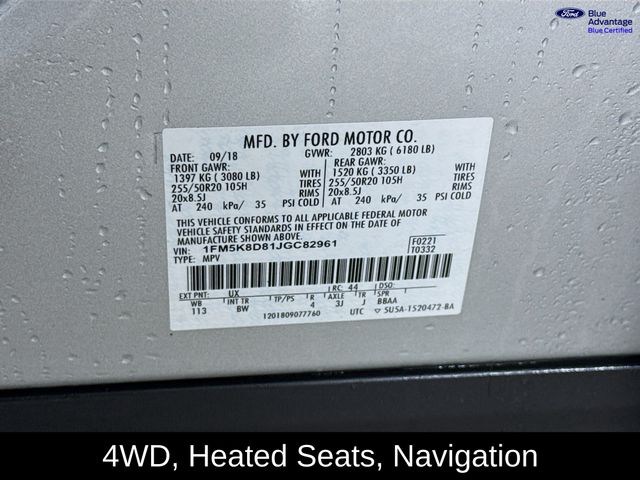 Ford Blue Advantage
Blue Certified
MFD. BY FORD MOTOR CO.
DATE: 09/18 GVWR: 2803 KG ( 6180 LB)
FRONT GAWR: REAR GAWR:
1397 KG ( 3080 LB) WITH 1520 KG ( 3350 LB) WITH
255/50R20 105H TIRES 255/50R20 105H TIRES
20x8.5J RIMS 20x8.5J RIMS
AT 240 kPa/ 35 PSI COLD AT 240 kPa/ 35 PSI COLD
THIS VEHICLE CONFORMS TO ALL APPLICABLE FEDERAL MOTOR
VEHICLE SAFETY STANDARDS IN EFFECT ON THE DATE OF
MANUFACTURE SHOWN ABOVE.
VIN: 1FM5K8D81JGC82961 F0221
TYPE: MPV T0332
EXT PNT: UX RC: 44 DSO:
WB INT TR TP/PS R AXLE TR SPR
113 BW 4 3J J BBAA
1201809077760 UTC ▽ 5U5A-1520472-BA
4WD, Heated Seats, Navigation